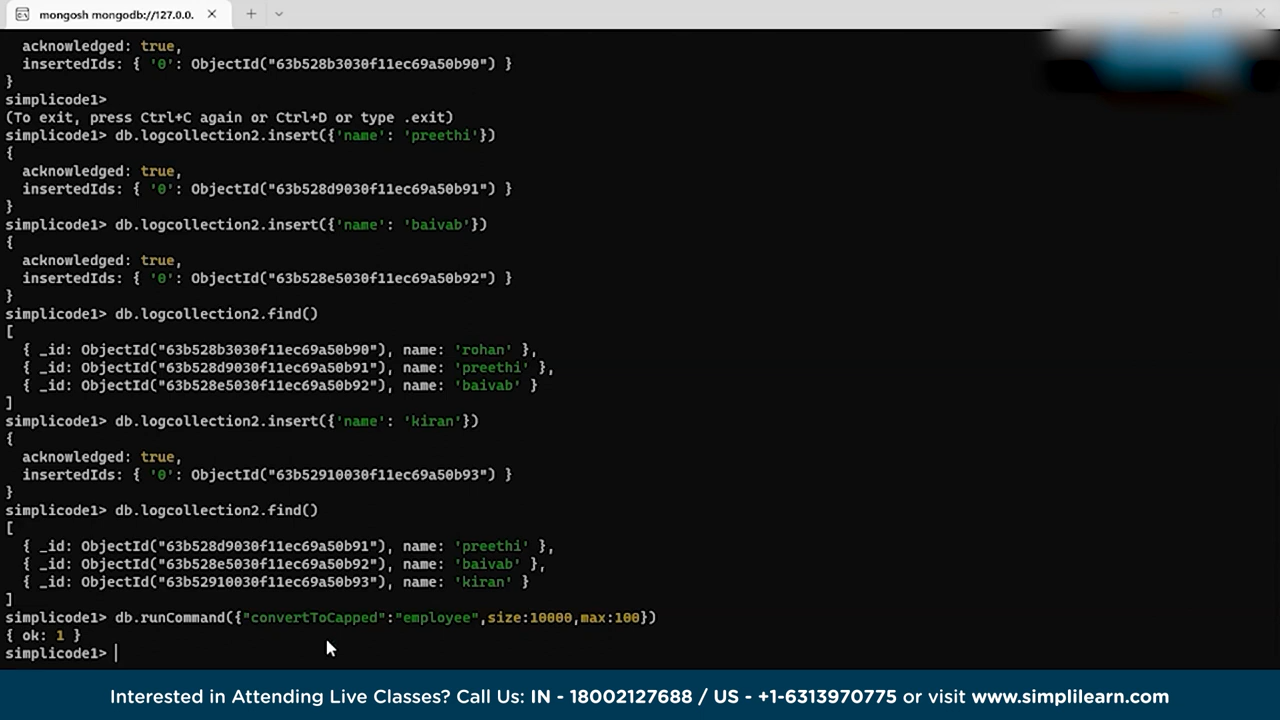 mongosh mongodb://127.0.0.
acknowledged: true,
insertedIds: { '0': ObjectId("63b528b3030f11ec69a50b90") }
}
simplicode1>
(To exit, press Ctrl+C again or Ctrl+D or type .exit)
simplicode1> db.logcollection2.insert({'name': 'preethi'})
{
acknowledged: true,
insertedIds: { '0': ObjectId("63b528d9030f11ec69a50b91") }
}
simplicode1> db.logcollection2.insert({'name': 'baivab'})
{
acknowledged: true,
insertedIds: { '0': ObjectId("63b528e5030f11ec69a50b92") }
}
simplicode1> db.logcollection2.find()
[
{ _id: ObjectId("63b528b3030f11ec69a50b90"), name: 'rohan' },
{ _id: ObjectId("63b528d9030f11ec69a50b91"), name: 'preethi' },
{ _id: ObjectId("63b528e5030f11ec69a50b92"), name: 'baivab' }
]
simplicode1> db.logcollection2.insert({'name': 'kiran'})
{
acknowledged: true,
insertedIds: { '0': ObjectId("63b52910030f11ec69a50b93") }
}
simplicode1> db.logcollection2.find()
[
{ _id: ObjectId("63b528d9030f11ec69a50b91"), name: 'preethi' },
{ _id: ObjectId("63b528e5030f11ec69a50b92"), name: 'baivab' },
{ _id: ObjectId("63b52910030f11ec69a50b93"), name: 'kiran' }
]
simplicode1> db.runCommand({"convertToCapped":"employee",size:10000,max:100})
{ ok: 1 }
simplicode1>
Interested in Attending Live Classes? Call Us: IN - 18002127688 / US - +1-6313970775 or visit www.simplilearn.com